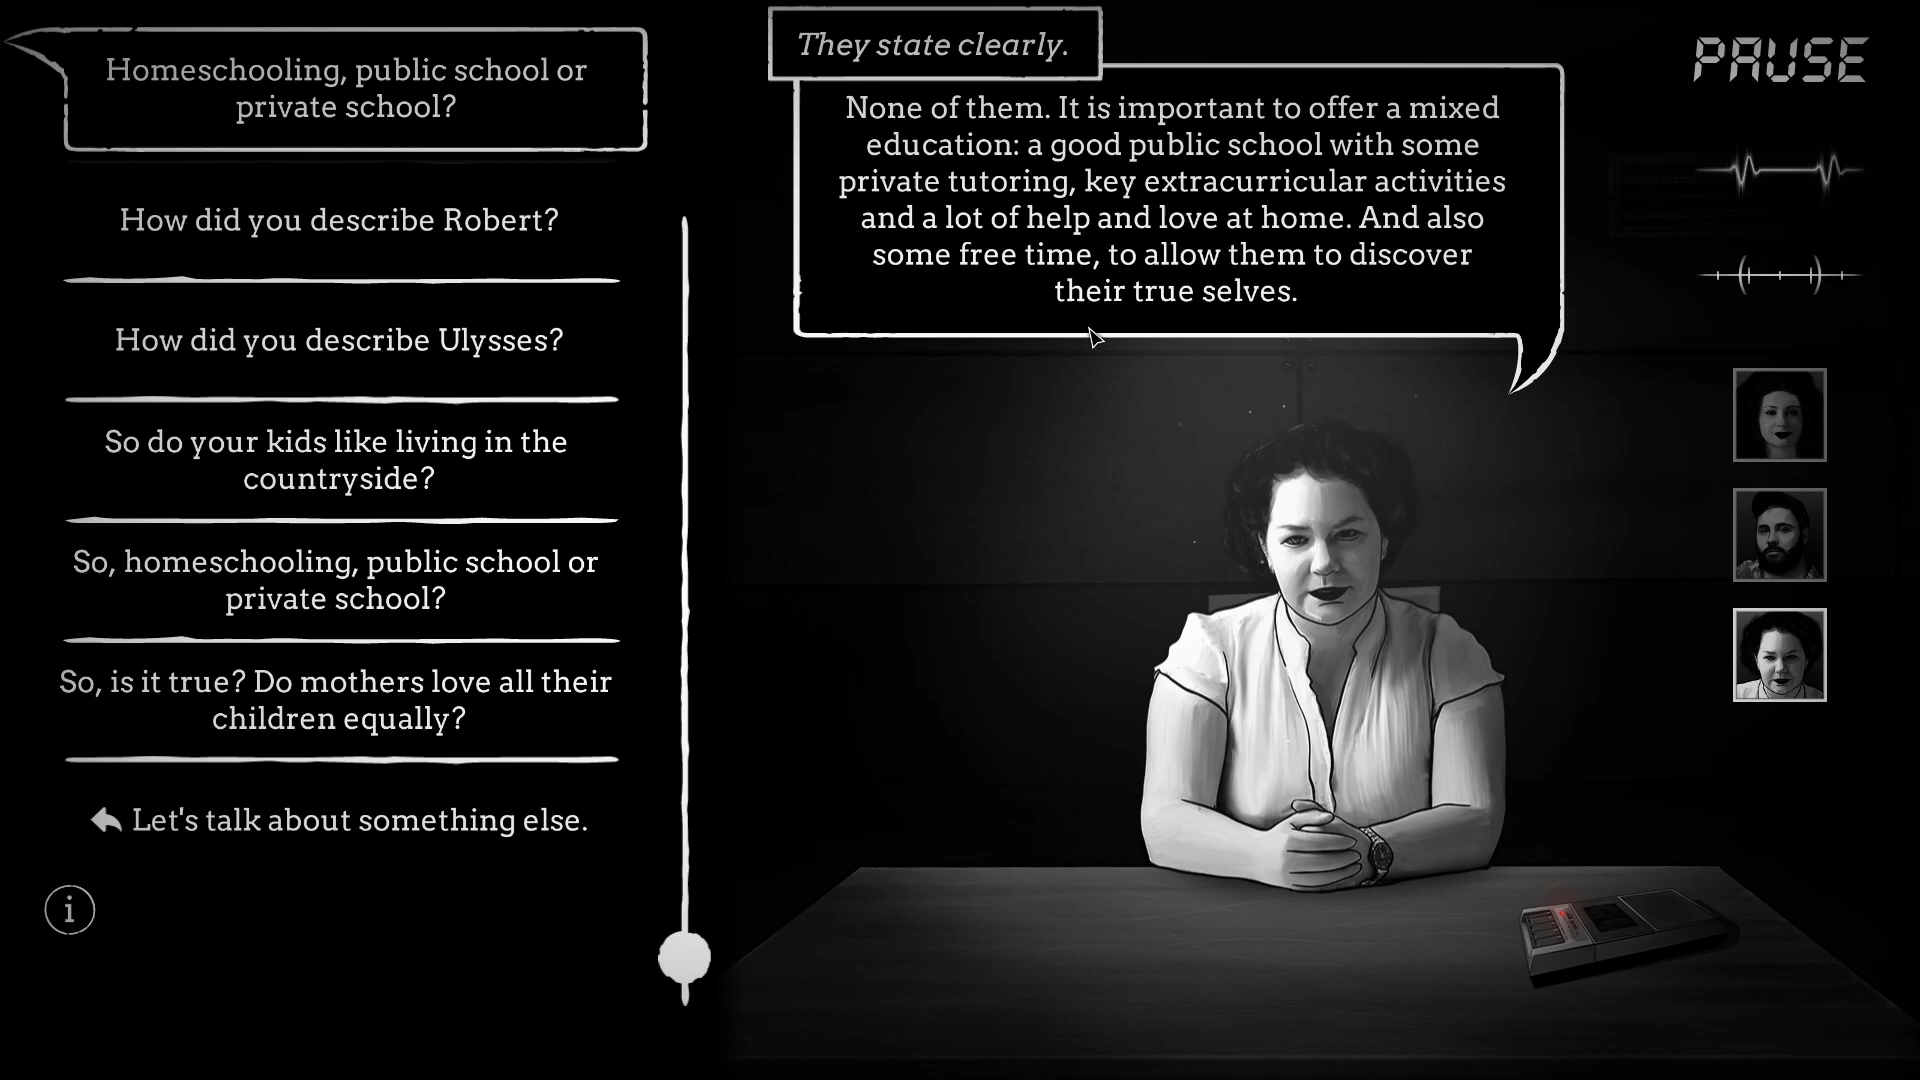 Homeschooling, public school or
private school?
How did you describe Robert?
How did you describe Ulysses?
So do your kids like living in the
countryside?
So, homeschooling, public school or
private school?
So, is it true? Do mothers love all their
children equally?
Let's talk about something else.
i
They state clearly.
None of them. It is important to offer a mixed
education: a good public school with some
private tutoring, key extracurricular activities
and a lot of help and love at home. And also
some free time, to allow them to discover
their true selves.
PAUSE